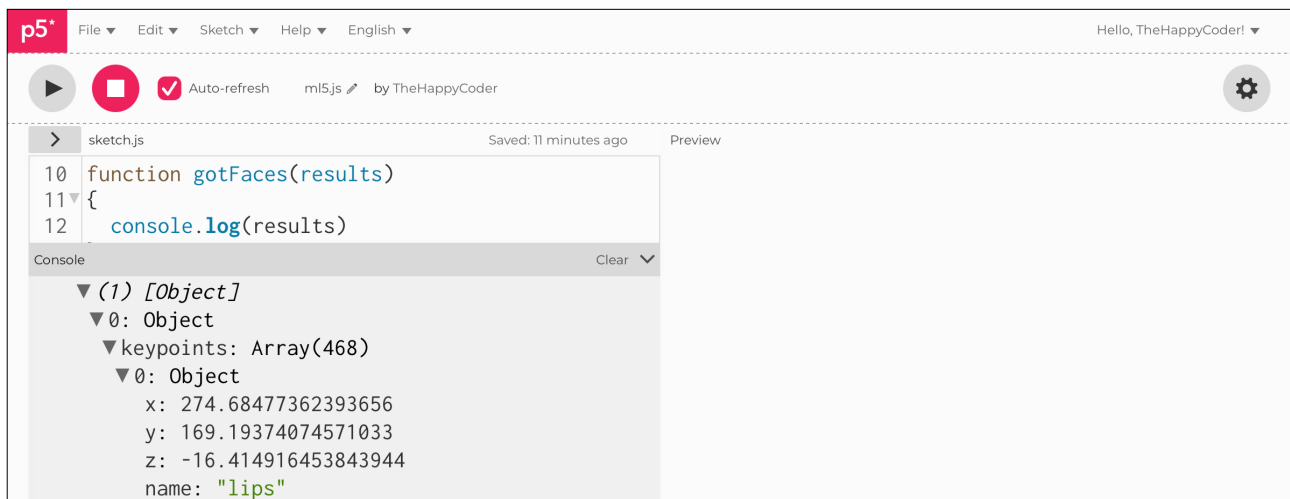 p5* File Edit Sketch Help English Hello, TheHappyCoder!
Auto-refresh ml5.js by TheHappyCoder
sketch.js Saved: 11 minutes ago Preview
10 function gotFaces(results)
11 {
12 console.log(results)
Console Clear
(1) [Object]
0: Object
keypoints: Array(468)
0: Object
x: 274.68477362393656
y: 169.19374074571033
z: -16.414916453843944
name: "lips"